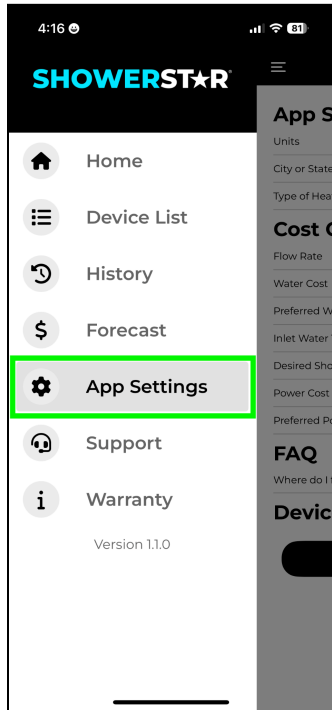 4:16
81
SHOWERST★R
Home
Device List
History
Forecast
App Settings
Support
Warranty
Version 1.1.0
App S
Units
City or State
Type of Hea
Cost
Flow Rate
Water Cost
Preferred W
Inlet Water
Desired Sho
Power Cost
Preferred Po
FAQ
Where do I
Devic